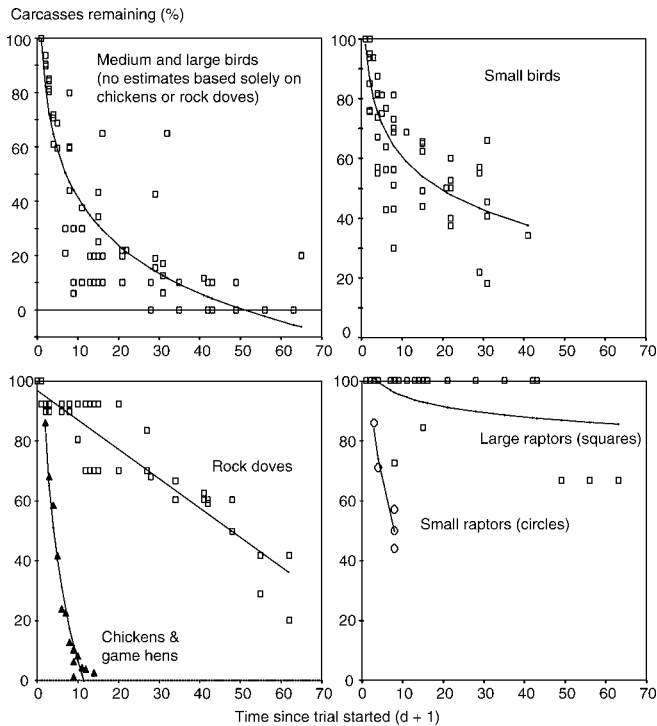 Carcasses remaining (%)
100
80
60
40
20
0
Medium and large birds
(no estimates based solely on
chickens or rock doves)
0 10 20 30 40 50 60 70
100
80
60
40
20
0
Small birds
0 10 20 30 40 50 60 70
100
80
60
40
20
0
Rock doves
Chickens &
game hens
0 10 20 30 40 50 60 70
100
80
60
40
20
0
Large raptors (squares)
Small raptors (circles)
0 10 20 30 40 50 60 70
Time since trial started (d + 1)